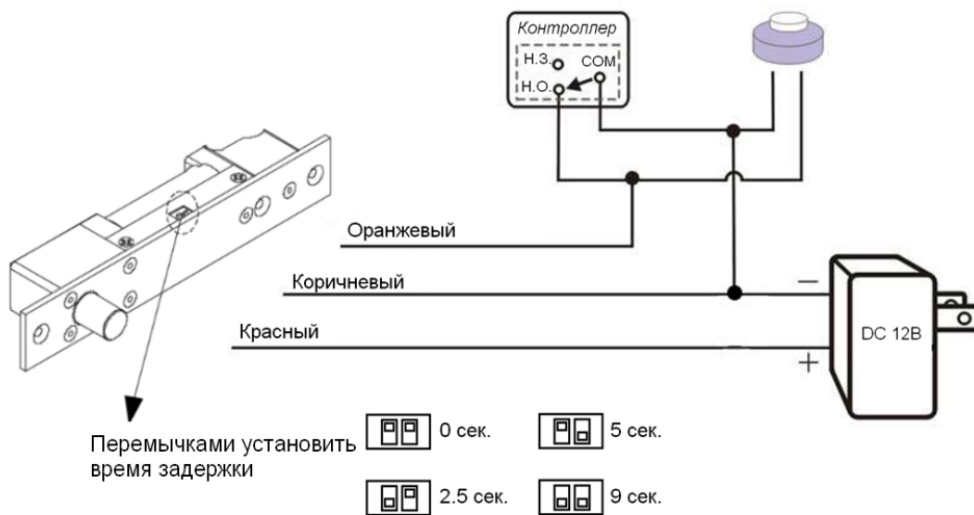 Контроллер
Н.З.
COM
Н.О.
Оранжевый
Коричневый
−
Красный
DC 12В
+
Перемычками установить
время задержки
0 сек.
5 сек.
2.5 сек.
9 сек.